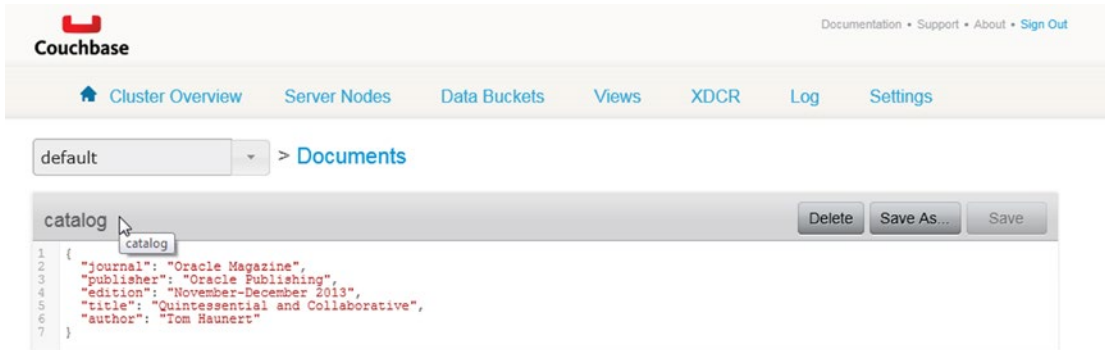 Couchbase
Documentation • Support • About • Sign Out
Cluster Overview Server Nodes Data Buckets Views XDCR Log Settings
default > Documents
catalog Delete Save As... Save
catalog
1 {
2 "journal": "Oracle Magazine",
3 "publisher": "Oracle Publishing",
4 "edition": "November-December 2013",
5 "title": "Quintessential and Collaborative",
6 "author": "Tom Haunert"
7 }